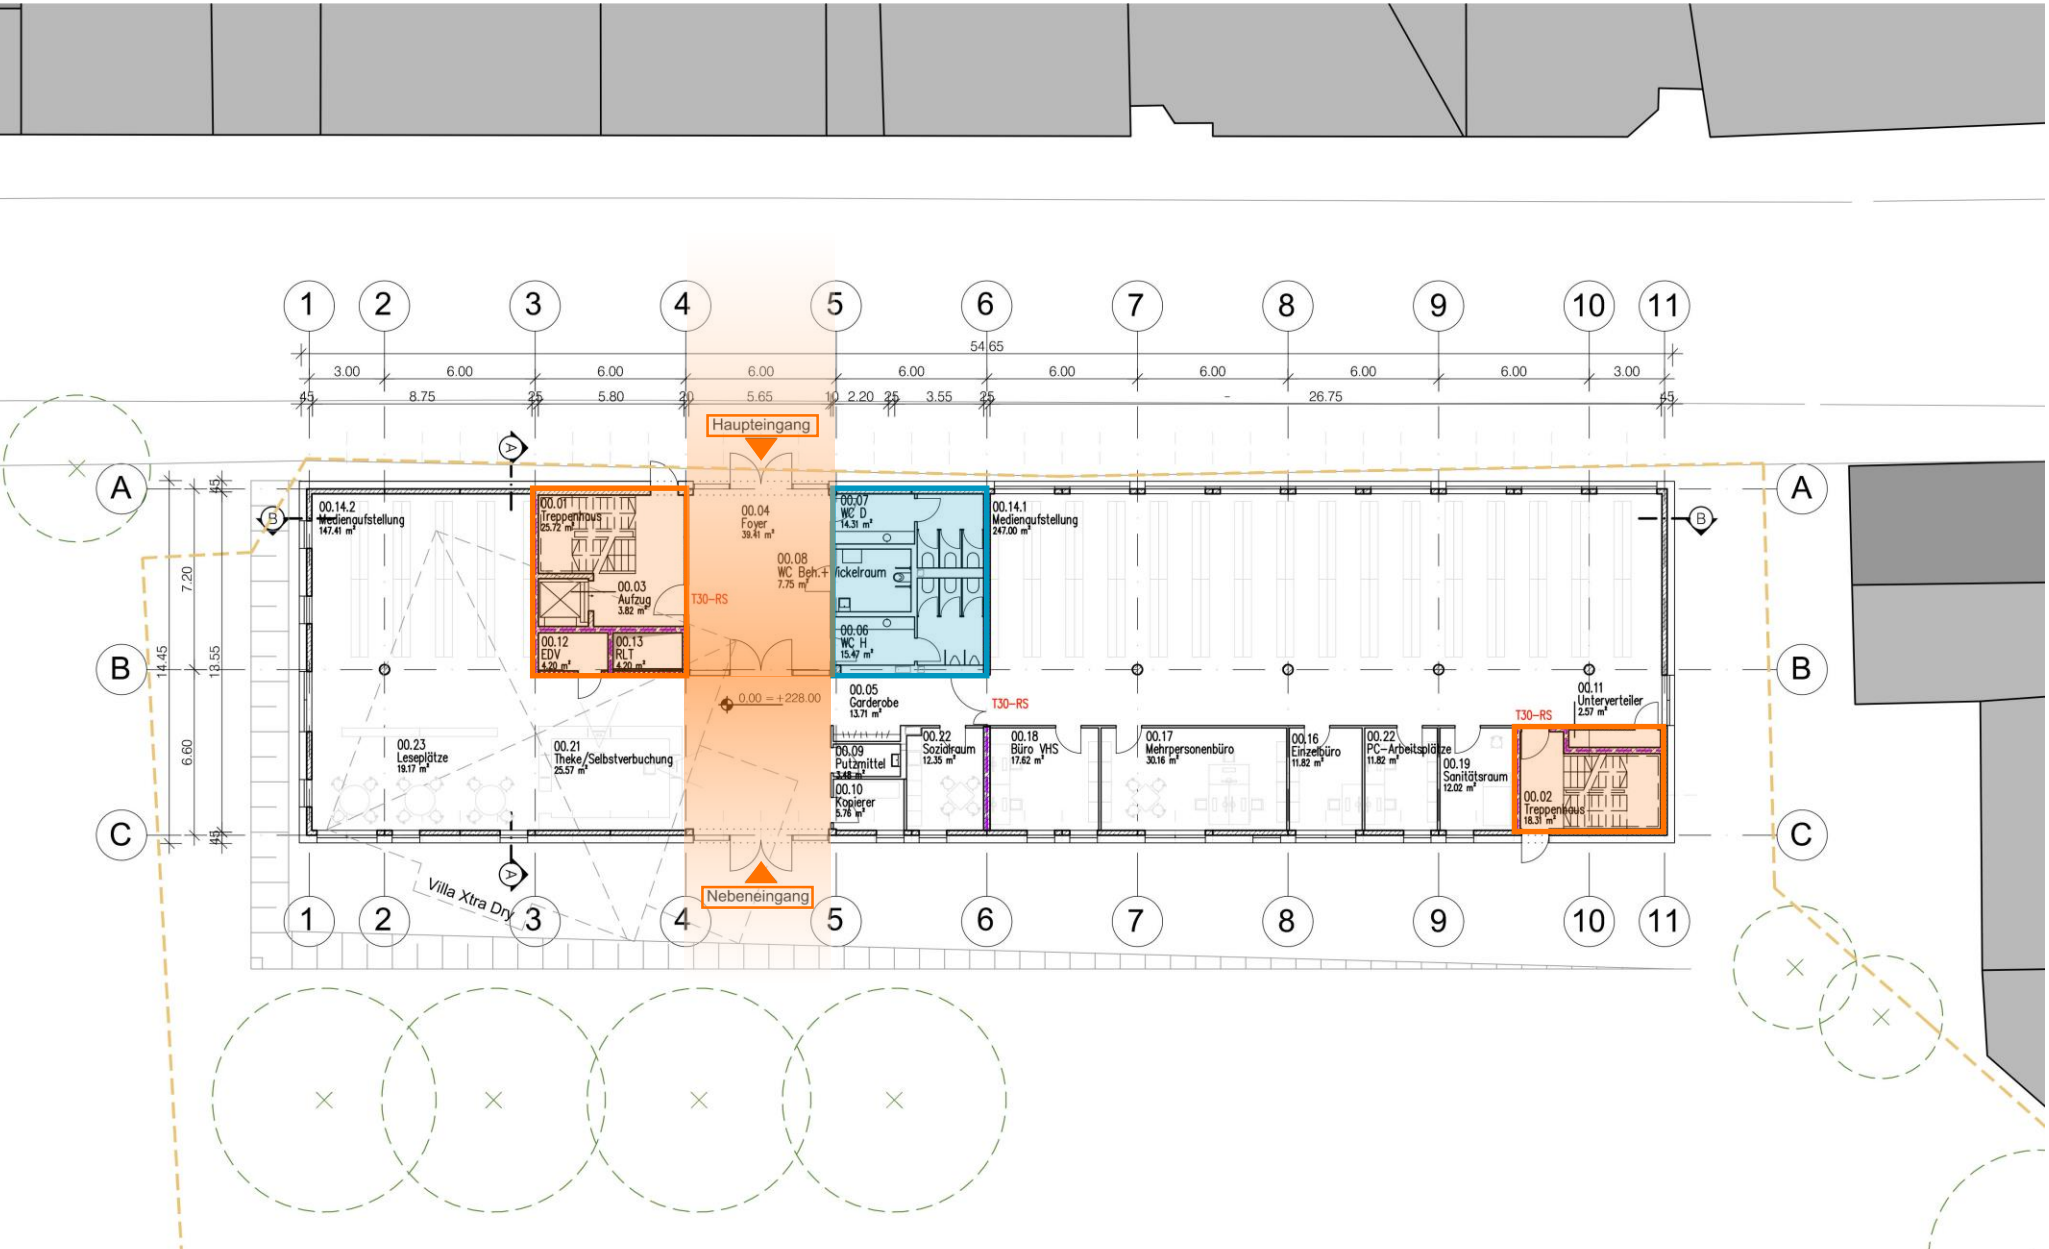 1 2 3 4 5 6 7 8 9 10 11
54.65
3.00 6.00 6.00 6.00 6.00 6.00 6.00 6.00 6.00 3.00
45 8.75 25 5.80 20 5.65 10 2.20 25 3.55 25 26.75 45
Haupteingang
A
A
A
B
B
B
B
C
C
45
7.20
14.45
13.55
6.60
45
00.14.2
Medienaufstellung
147.41 m²
00.01
Treppenhaus
25.72 m²
00.03
Aufzug
3.82 m²
T30-RS
00.12
EDV
4.20 m²
00.13
RLT
4.20 m²
00.04
Foyer
39.41 m²
00.08
WC Beh.+Wickelraum
7.75 m²
00.07
WC D
14.31 m²
00.06
WC H
15.47 m²
00.14.1
Medienaufstellung
247.00 m²
0.00 = +228.00
00.05
Garderobe
13.71 m²
T30-RS
00.11
Unterverteiler
2.57 m²
T30-RS
00.23
Leseplätze
19.17 m²
00.21
Theke/Selbstverbuchung
25.57 m²
00.09
Putzmittel
3.48 m²
00.10
Kopierer
5.76 m²
00.22
Sozialraum
12.35 m²
00.18
Büro VHS
17.62 m²
00.17
Mehrpersonenbüro
30.16 m²
00.16
Einzelbüro
11.82 m²
00.22
PC-Arbeitsplätze
11.82 m²
00.19
Sanitätsraum
12.02 m²
00.02
Treppenhaus
18.31 m²
A
Villa Xtra Dry
Nebeneingang
1 2 3 4 5 6 7 8 9 10 11